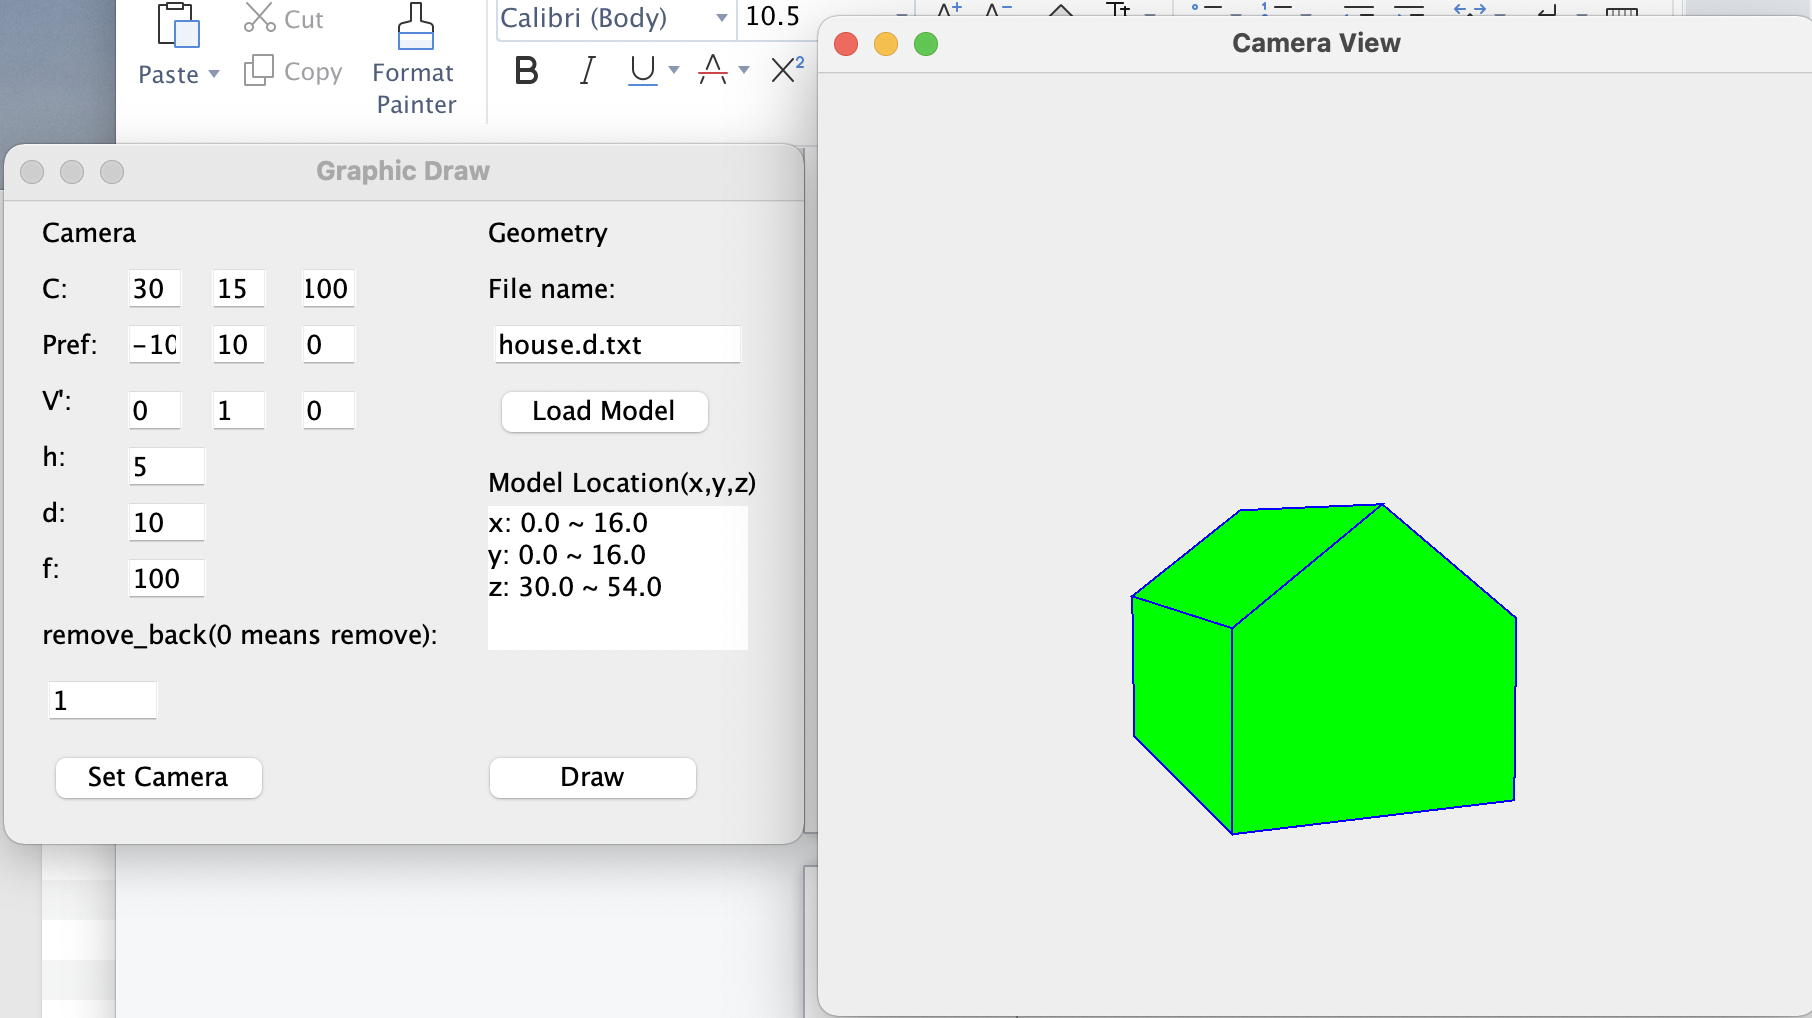 Paste
Cut
Copy
Format
Painter
Calibri (Body)
10.5
B I U A X²
Camera View
Graphic Draw
Camera
C: 30 15 100
Pref: -10 10 0
V': 0 1 0
h: 5
d: 10
f: 100
remove_back(0 means remove):
1
Set Camera
Geometry
File name:
house.d.txt
Load Model
Model Location(x,y,z)
x: 0.0 ~ 16.0
y: 0.0 ~ 16.0
z: 30.0 ~ 54.0
Draw